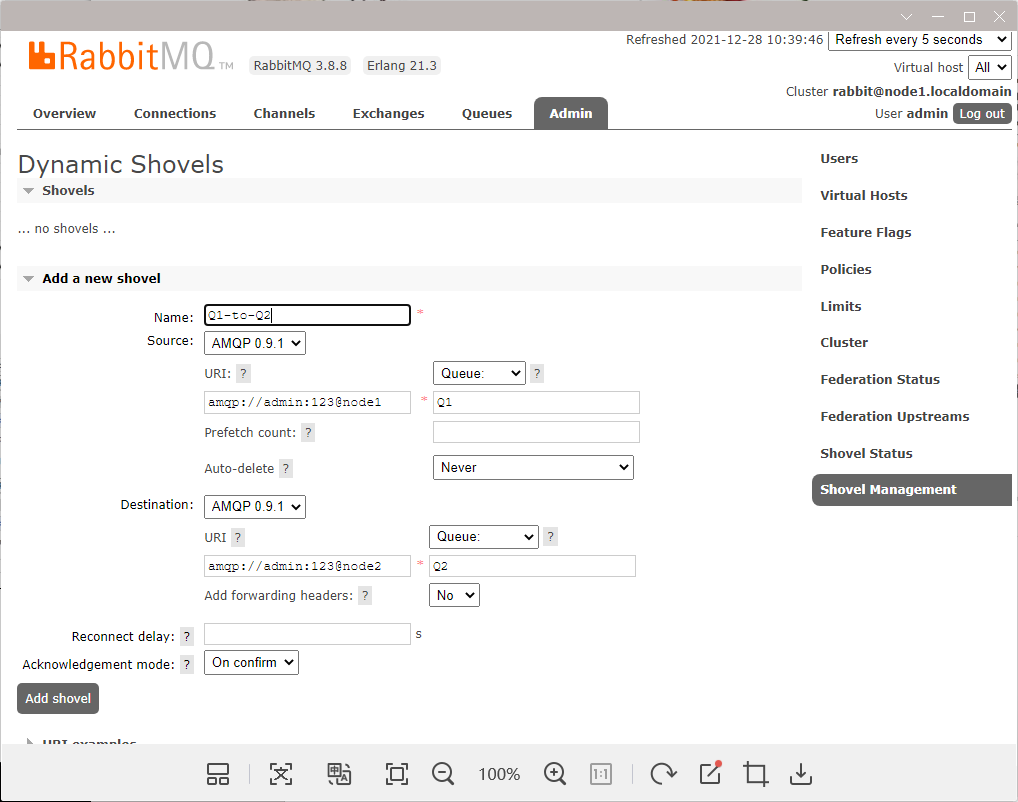 Refreshed 2021-12-28 10:39:46 Refresh every 5 seconds
RabbitMQ TM RabbitMQ 3.8.8 Erlang 21.3
Virtual host All
Cluster rabbit@node1.localdomain
User admin Log out
Overview Connections Channels Exchanges Queues Admin
Dynamic Shovels
Shovels
... no shovels ...
Add a new shovel
Name: Q1-to-Q2 *
Source: AMQP 0.9.1
URI: ? Queue: ?
amqp://admin:123@node1 * Q1
Prefetch count: ?
Auto-delete ? Never
Destination: AMQP 0.9.1
URI ? Queue: ?
amqp://admin:123@node2 * Q2
Add forwarding headers: ? No
Reconnect delay: ? s
Acknowledgement mode: ? On confirm
Add shovel
URI examples
Users
Virtual Hosts
Feature Flags
Policies
Limits
Cluster
Federation Status
Federation Upstreams
Shovel Status
Shovel Management
中 A 100% 1:1